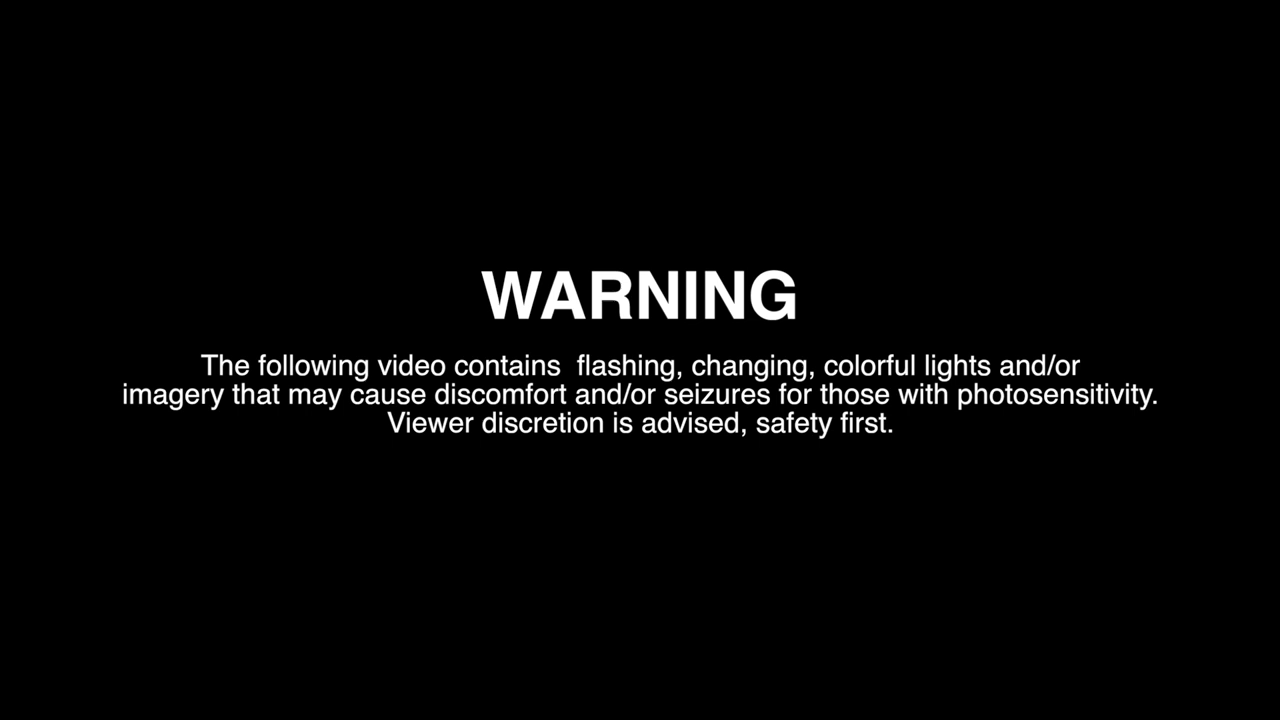 WARNING
The following video contains  flashing, changing, colorful lights and/or
imagery that may cause discomfort and/or seizures for those with photosensitivity.
Viewer discretion is advised, safety first.